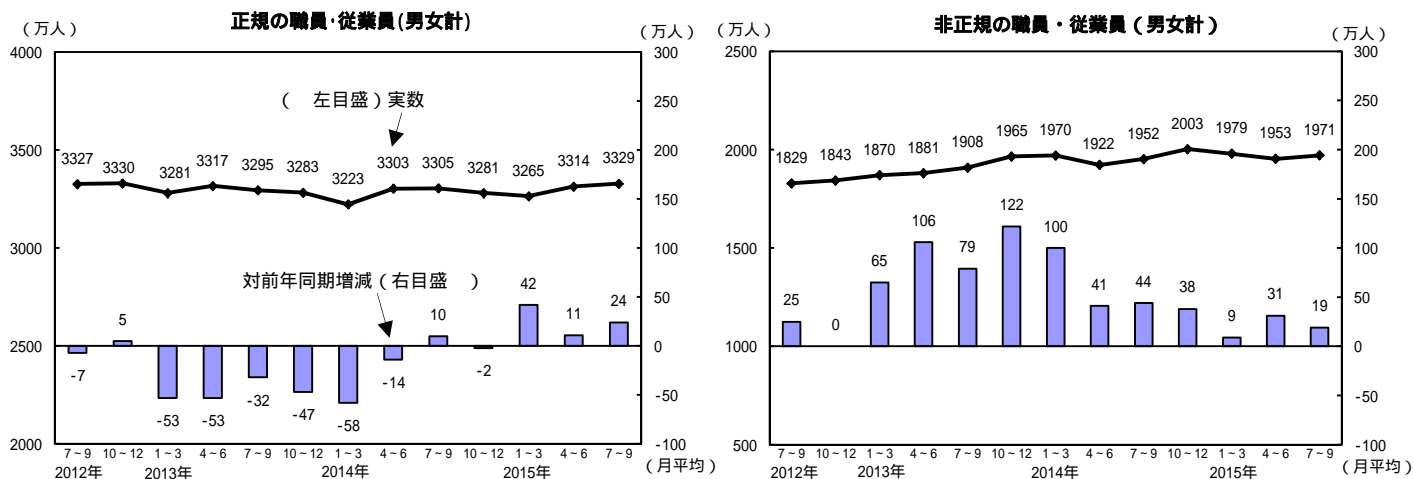 正規の職員･従業員(男女計)
（万人）
（万人）
4000
3500
3000
2500
2000
300
250
200
150
100
50
0
-50
-100
（　左目盛）実数
3327 3330 3281 3317 3295 3283 3223 3303 3305 3281 3265 3314 3329
対前年同期増減（右目盛　）
-7 5 -53 -53 -32 -47 -58 -14 10 -2 42 11 24
7～9 10～12 1～3 4～6 7～9 10～12 1～3 4～6 7～9 10～12 1～3 4～6 7～9
2012年 2013年 2014年 2015年
（月平均）
非正規の職員・従業員（男女計）
（万人）
（万人）
2500
2000
1500
1000
500
300
250
200
150
100
50
0
-50
-100
1829 1843 1870 1881 1908 1965 1970 1922 1952 2003 1979 1953 1971
25 0 65 106 79 122 100 41 44 38 9 31 19
7～9 10～12 1～3 4～6 7～9 10～12 1～3 4～6 7～9 10～12 1～3 4～6 7～9
2012年 2013年 2014年 2015年
（月平均）